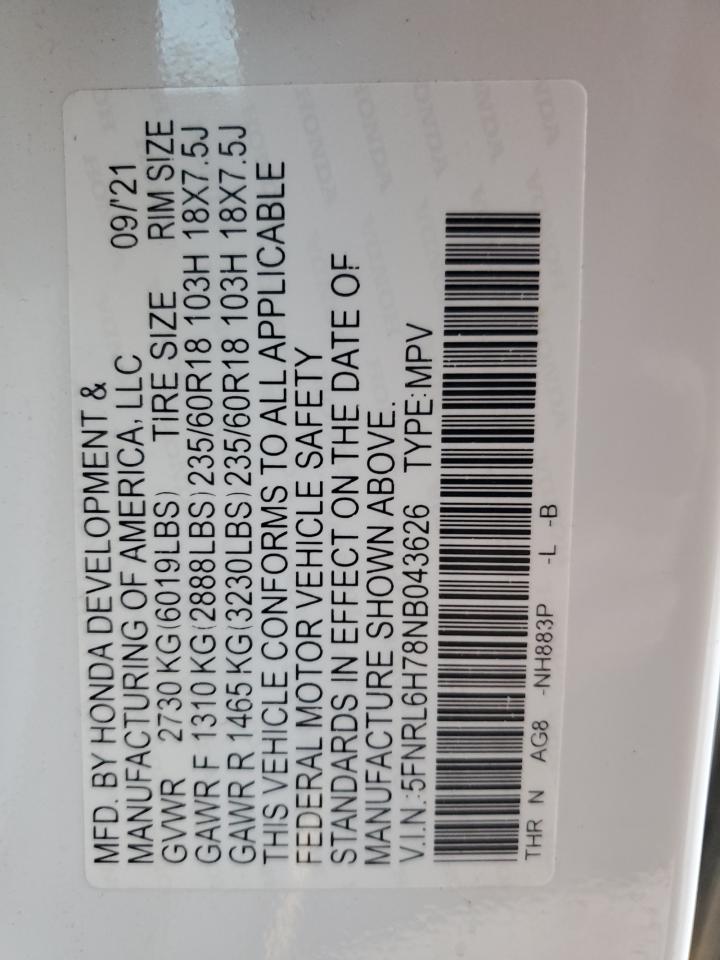 MFD. BY HONDA DEVELOPMENT &
MANUFACTURING OF AMERICA, LLC 09/'21
GVWR 2730 KG(6019LBS) TIRE SIZE RIM SIZE
GAWR F 1310 KG(2888LBS)235/60R18 103H 18X7.5J
GAWR R 1465 KG(3230LBS)235/60R18 103H 18X7.5J
THIS VEHICLE CONFORMS TO ALL APPLICABLE
FEDERAL MOTOR VEHICLE SAFETY
STANDARDS IN EFFECT ON THE DATE OF
MANUFACTURE SHOWN ABOVE.
V.I.N.:5FNRL6H78NB043626 TYPE:MPV
THR N AG8 -NH883P -L -B